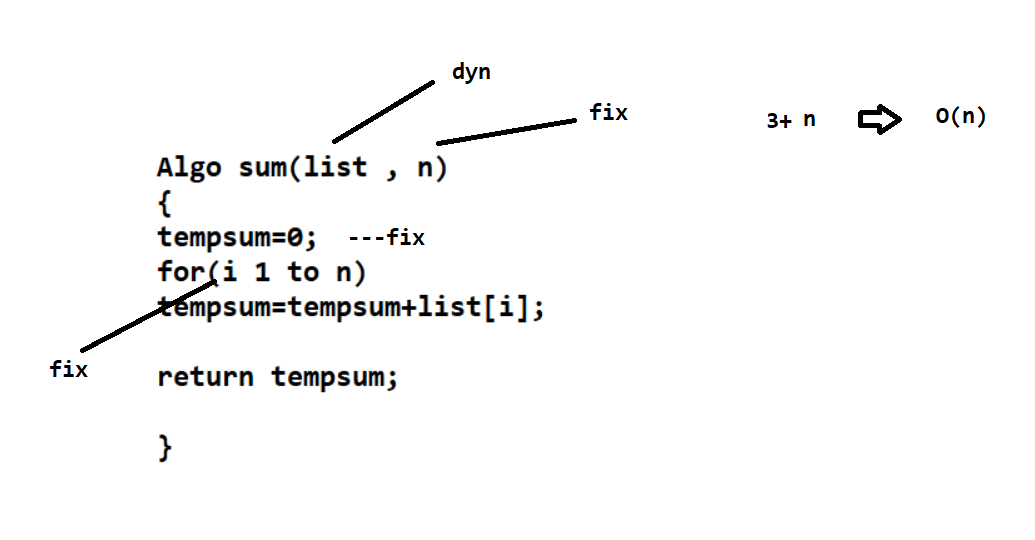 dyn
fix
3+ n
O(n)
Algo sum(list , n)
{
tempsum=0; ---fix
for(i 1 to n)
tempsum=tempsum+list[i];
fix
return tempsum;
}